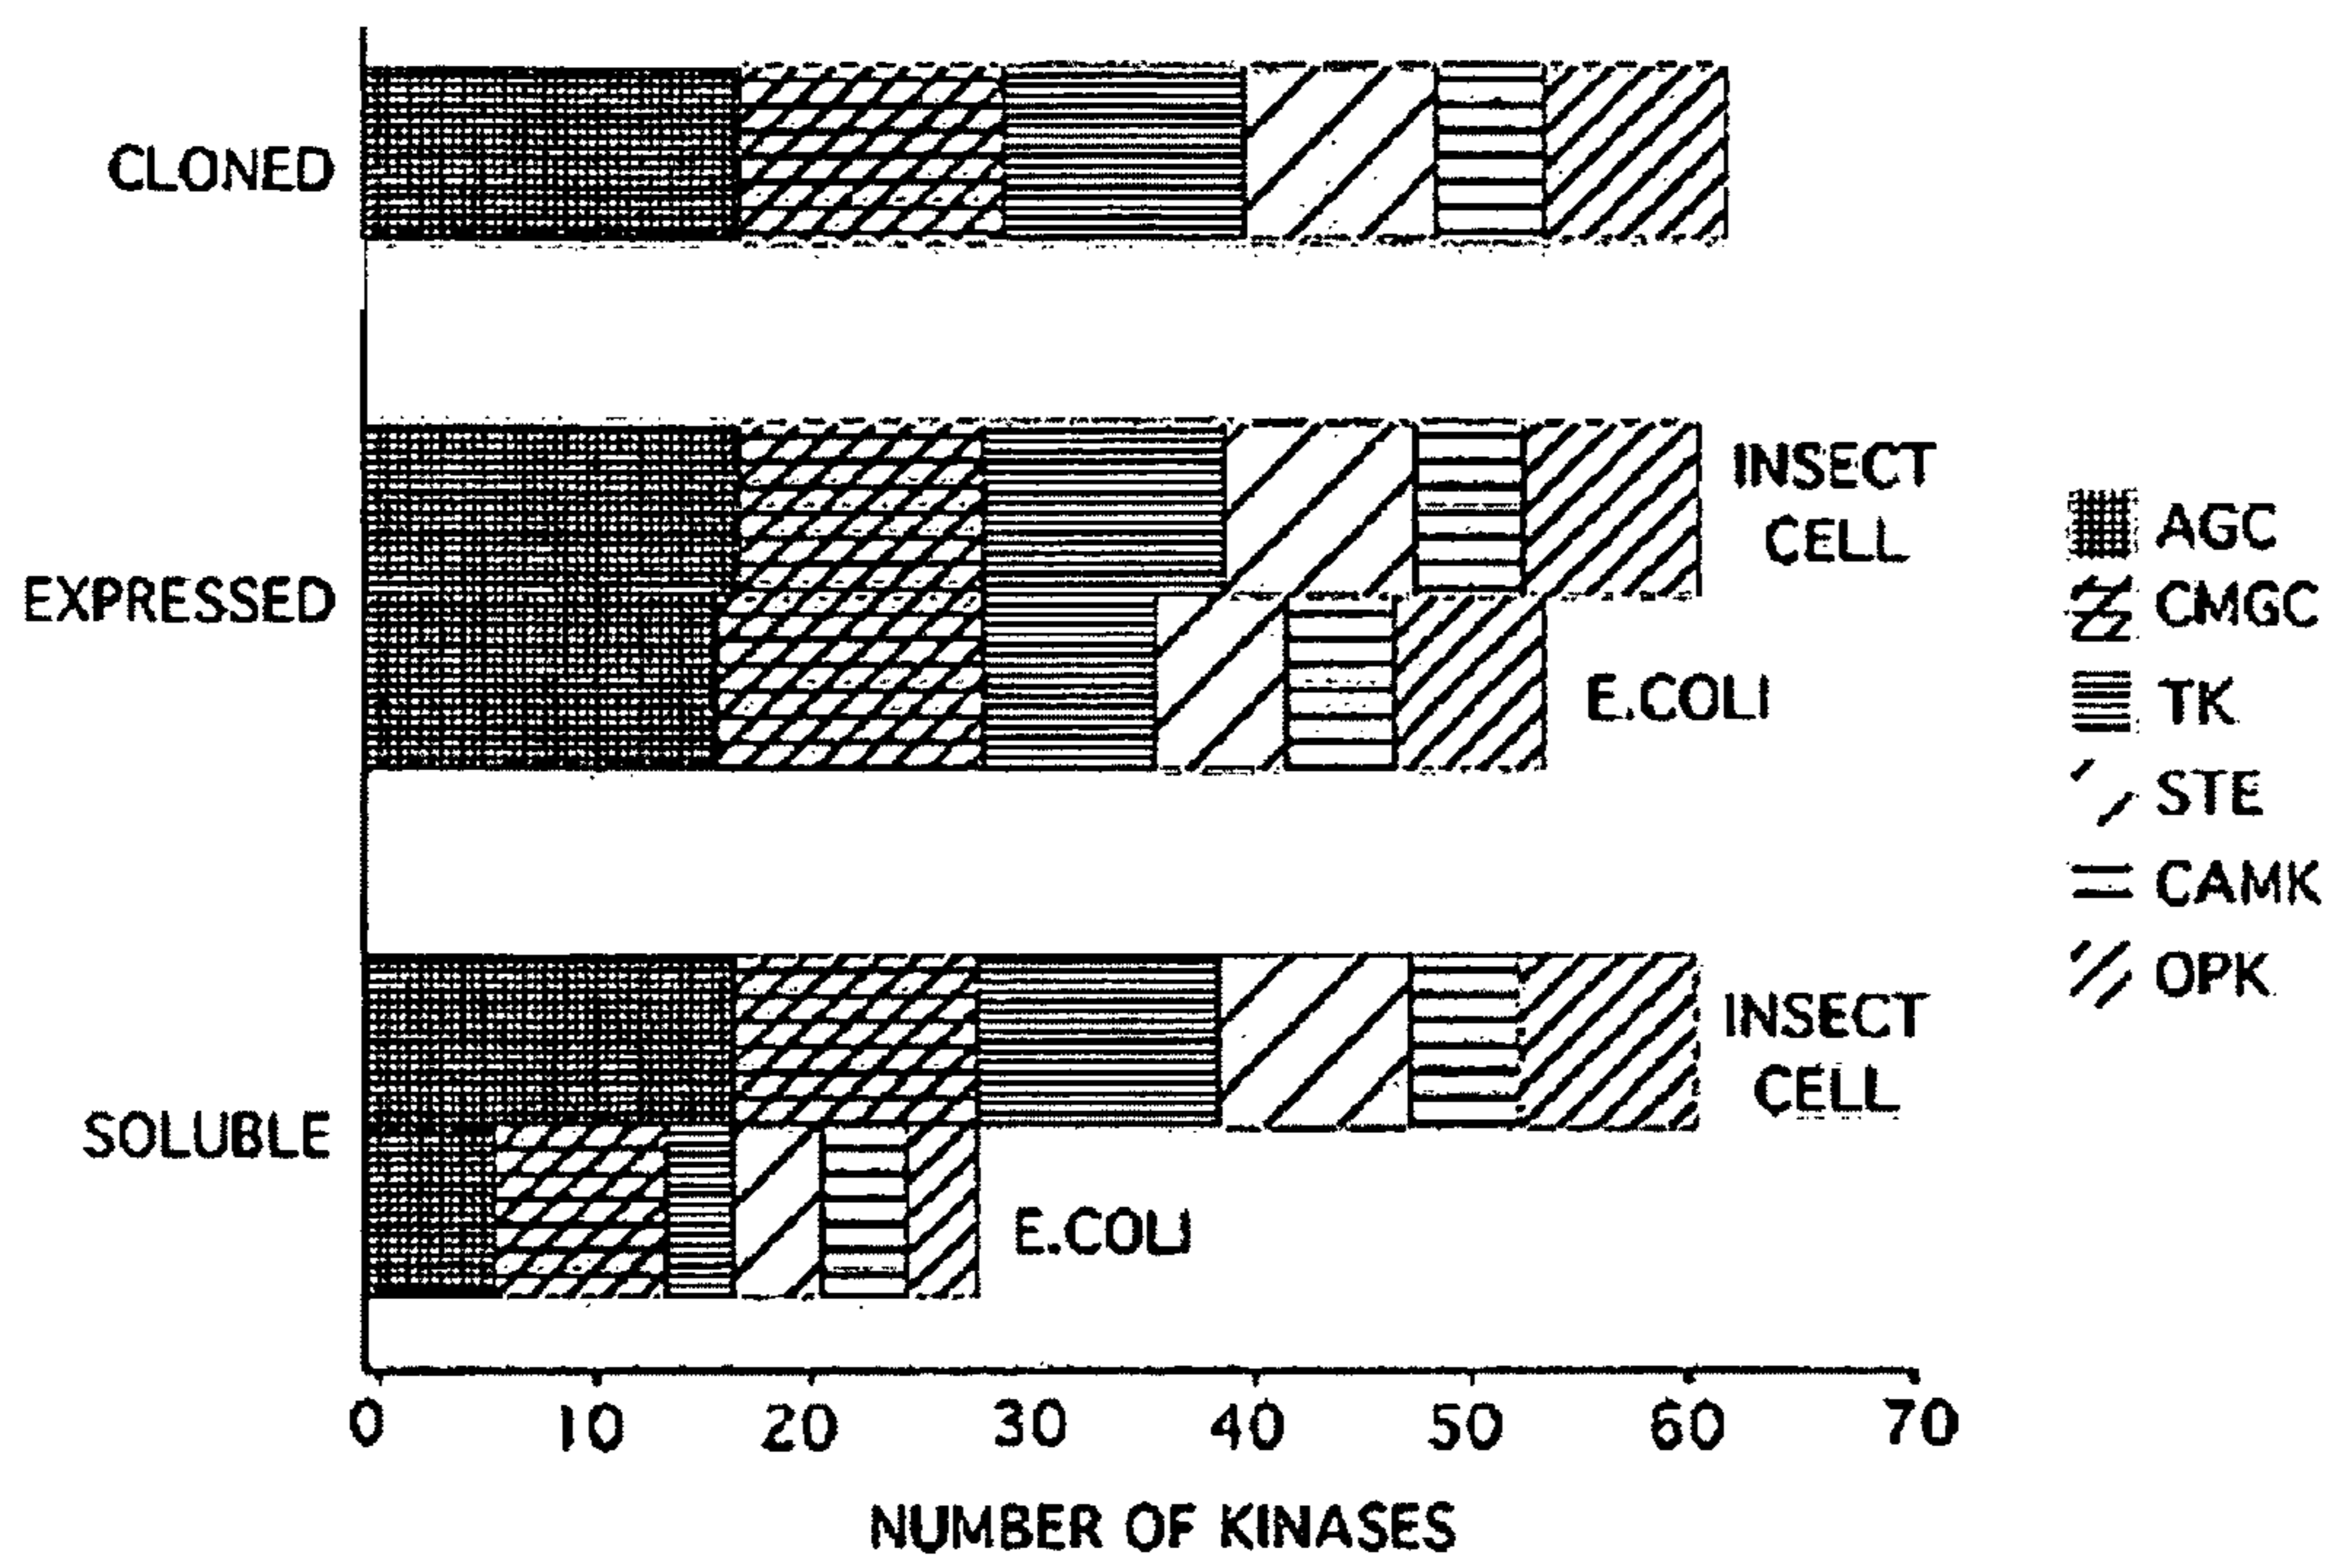 CLONED
INSECT
CELL
EXPRESSED
E.COLI
INSECT
CELL
SOLUBLE
E.COLI
AGC
CMGC
TK
STE
CAMK
OPK
0 10 20 30 40 50 60 70
NUMBER OF KINASES